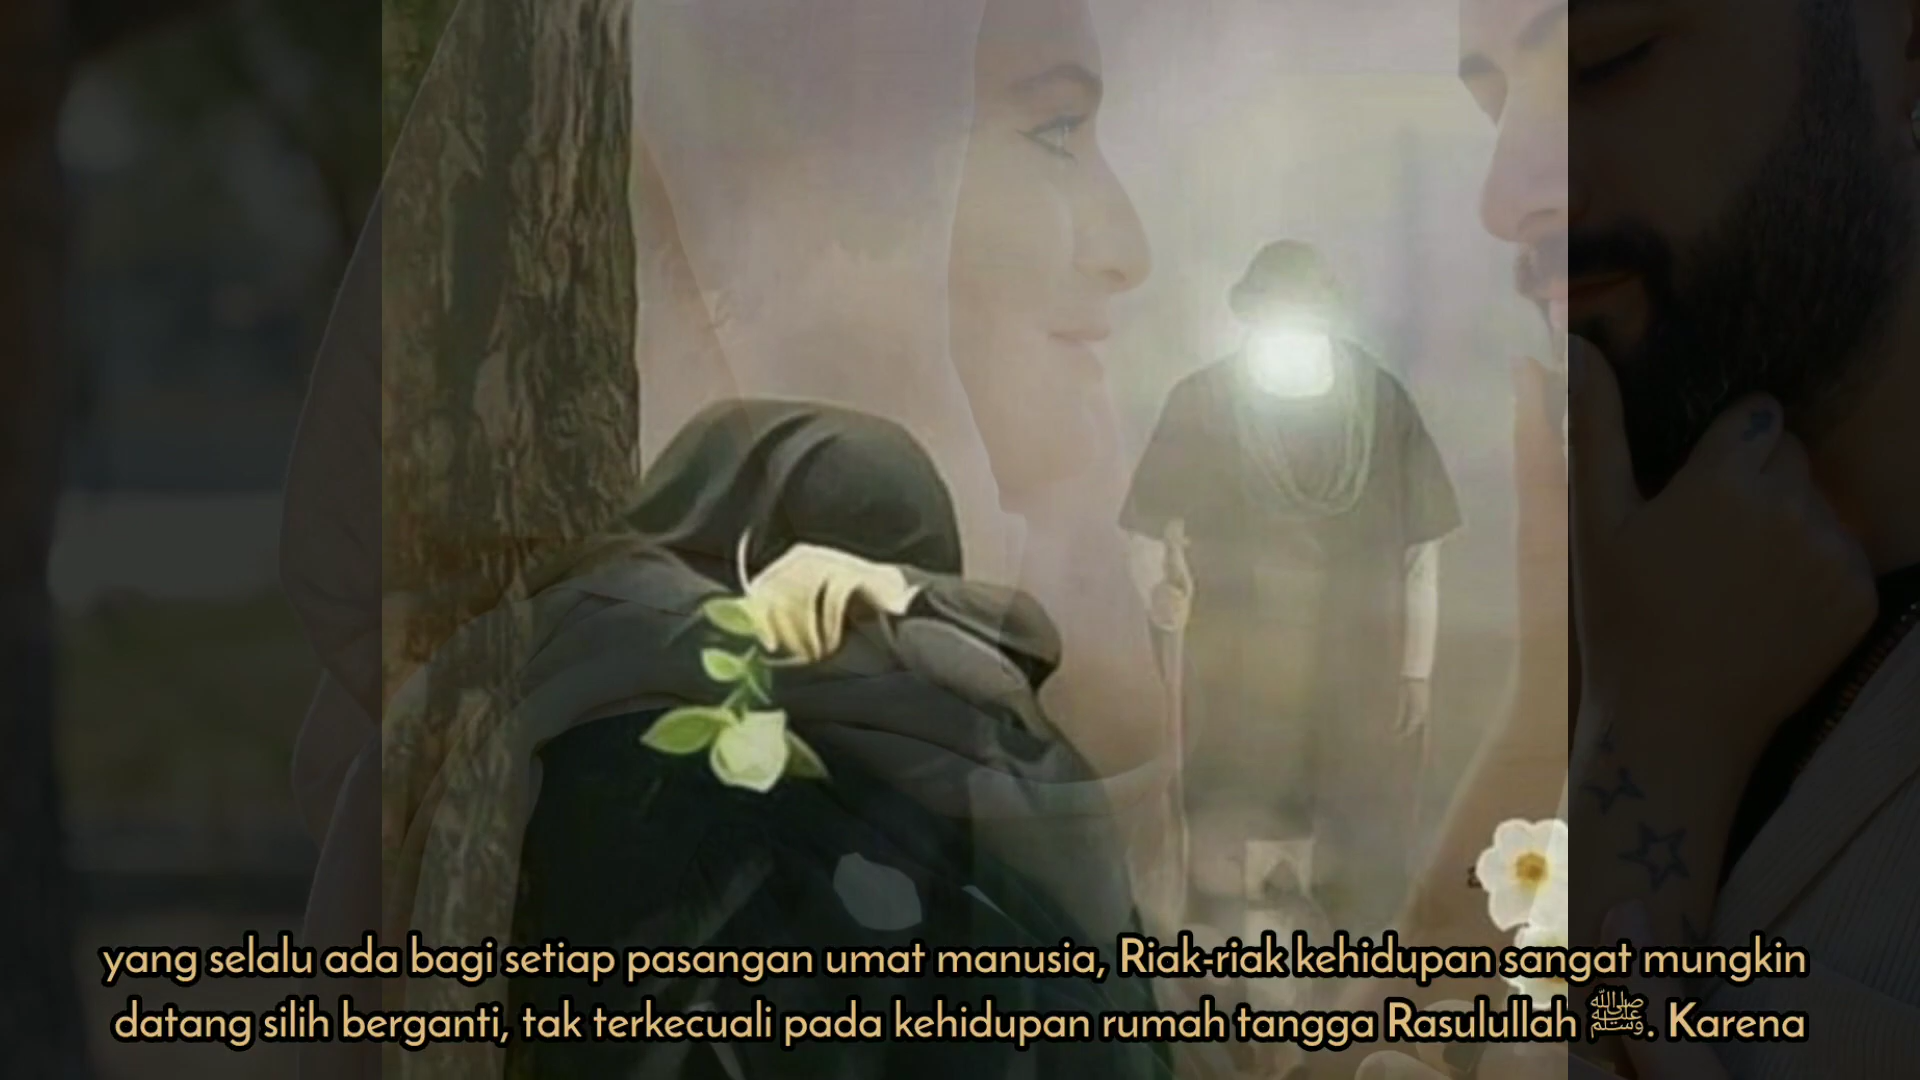 yang selalu ada bagi setiap pasangan umat manusia, Riak-riak kehidupan sangat mungkin
datang silih berganti, tak terkecuali pada kehidupan rumah tangga Rasulullah ﷺ. Karena